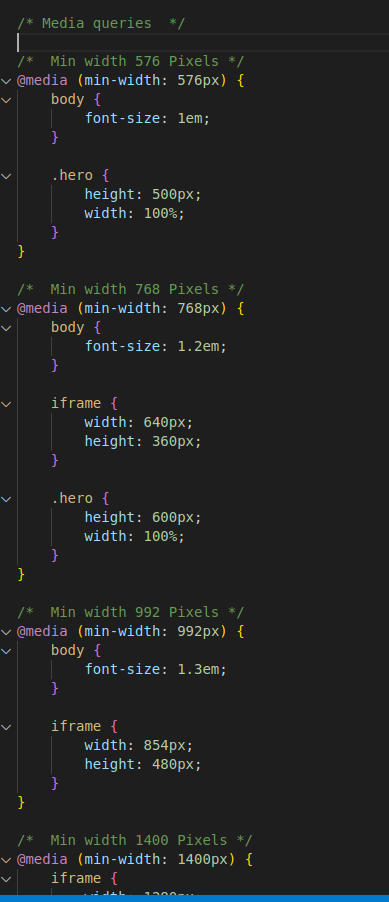 /* Media queries  */
/*  Min width 576 Pixels */
@media (min-width: 576px) {
    body {
        font-size: 1em;
    }
    .hero {
        height: 500px;
        width: 100%;
    }
}
/*  Min width 768 Pixels */
@media (min-width: 768px) {
    body {
        font-size: 1.2em;
    }
    iframe {
        width: 640px;
        height: 360px;
    }
    .hero {
        height: 600px;
        width: 100%;
    }
}
/*  Min width 992 Pixels */
@media (min-width: 992px) {
    body {
        font-size: 1.3em;
    }
    iframe {
        width: 854px;
        height: 480px;
    }
}
/*  Min width 1400 Pixels */
@media (min-width: 1400px) {
    iframe {